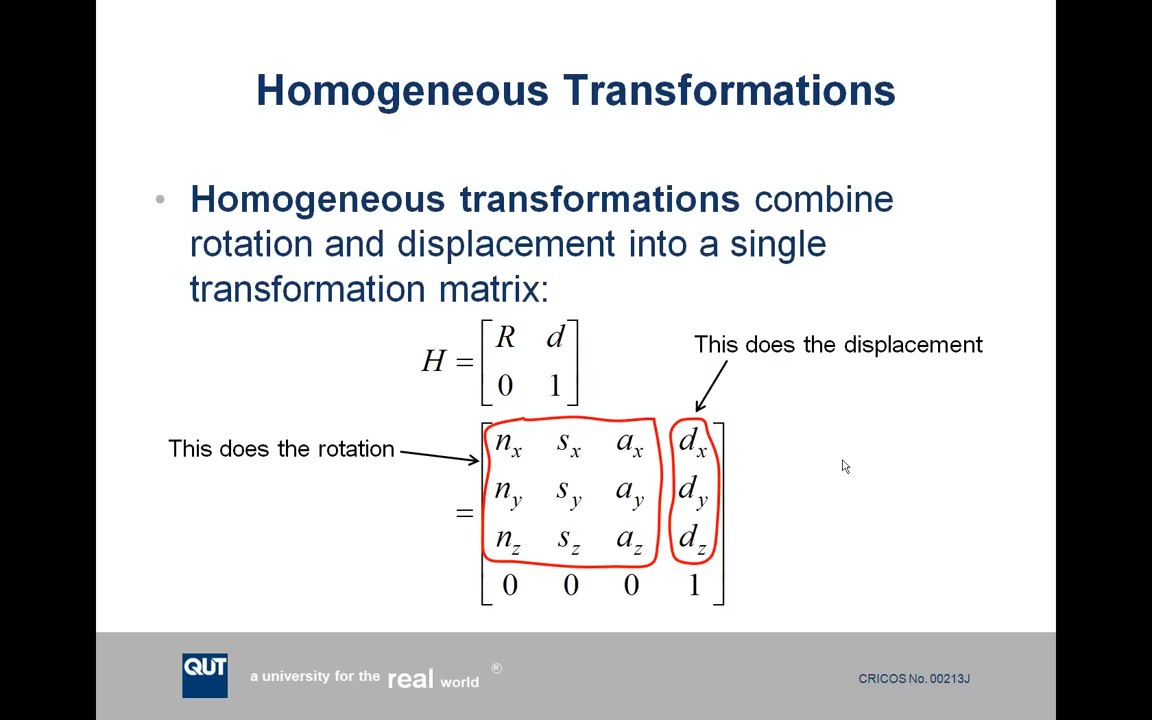 Homogeneous Transformations
• Homogeneous transformations combine
rotation and displacement into a single
transformation matrix:
H = [ R d
0 1 ]
This does the displacement
This does the rotation
= [ n_x s_x a_x d_x
n_y s_y a_y d_y
n_z s_z a_z d_z
0 0 0 1 ]
QUT a university for the real world ®
CRICOS No. 00213J